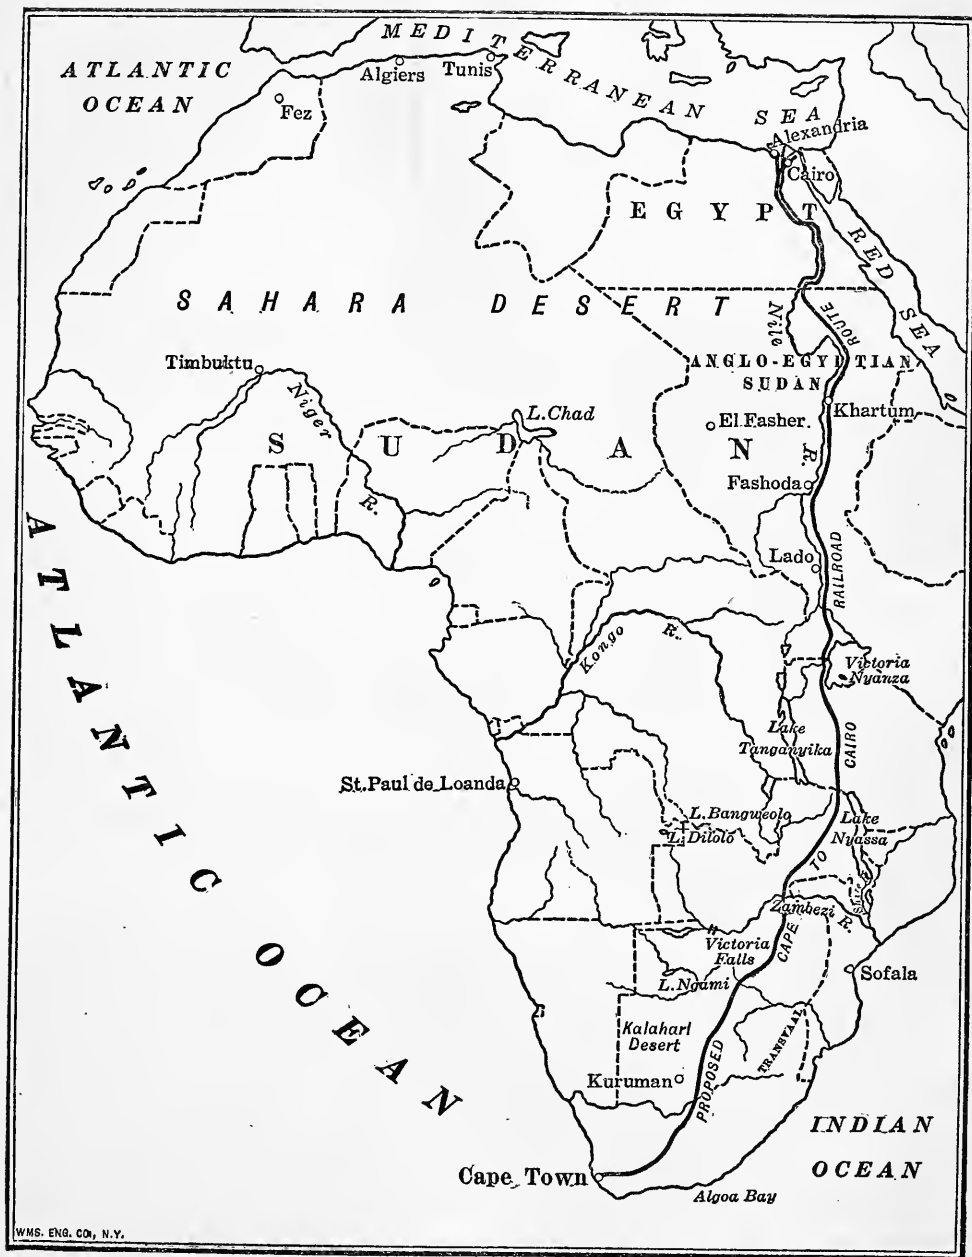 MEDITERRANEAN SEA
ATLANTIC
OCEAN
Algiers
Tunis
Fez
Alexandria
Cairo
EGYPT
RED SEA
SAHARA DESERT
Nile
ROUTE
Timbuktu
ANGLO-EGYPTIAN
SUDAN
Niger
L. Chad
Khartum
El Fasher.
SUDAN
R.
Fashoda
R.
ATLANTIC OCEAN
Lado
RAILROAD
Kongo R.
Victoria
Nyanza
Lake
Tanganyika
CAIRO
St. Paul de Loanda
L. Bangweolo
L. Dilolo
Lake
Nyassa
TO
Zambezi R.
CAPE
Victoria
Falls
Sofala
L. Ngami
Kalahari
Desert
TRANSVAAL
Kuruman
PROPOSED
INDIAN
OCEAN
Cape Town
Algoa Bay
WMS. ENG. CO., N.Y.